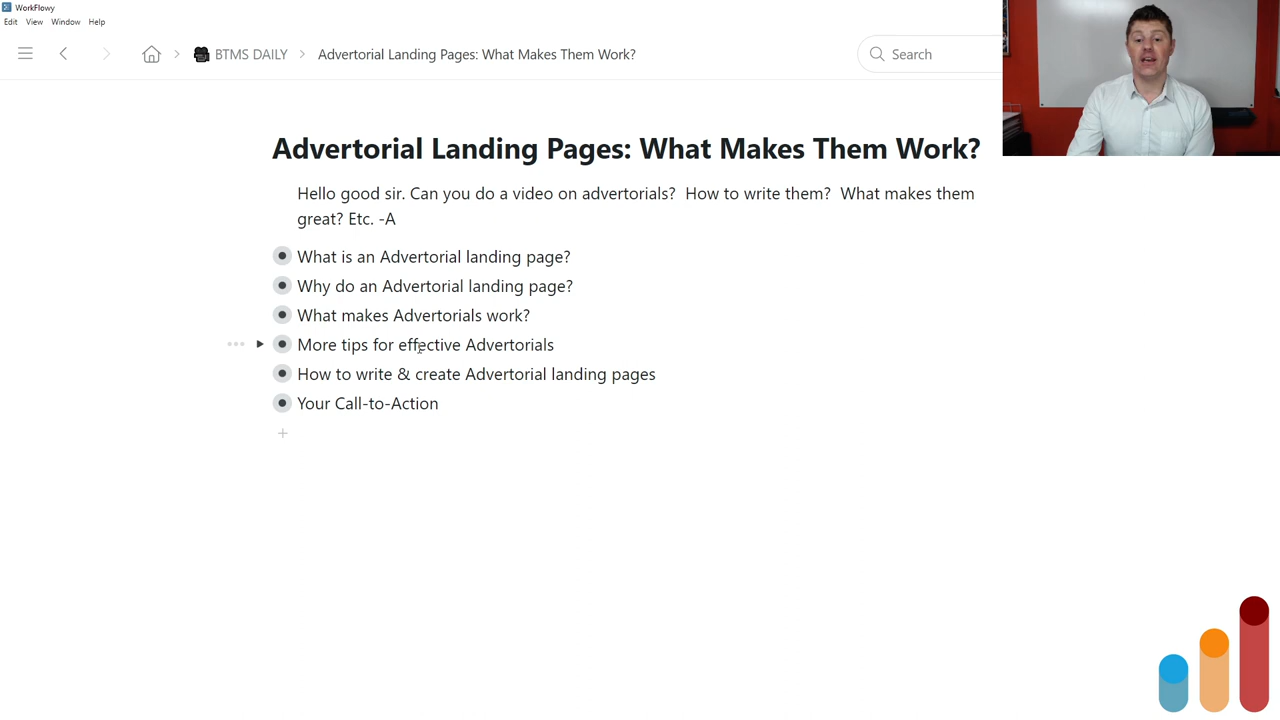 WorkFlowy
Edit View Window Help
BTMS DAILY Advertorial Landing Pages: What Makes Them Work?
Search
Advertorial Landing Pages: What Makes Them Work?
Hello good sir. Can you do a video on advertorials? How to write them? What makes them
great? Etc. -A
What is an Advertorial landing page?
Why do an Advertorial landing page?
What makes Advertorials work?
More tips for effective Advertorials
How to write & create Advertorial landing pages
Your Call-to-Action